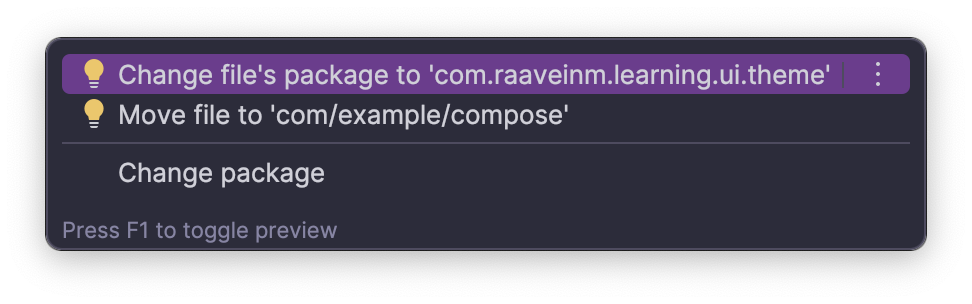 Change file's package to 'com.raaveinm.learning.ui.theme'
Move file to 'com/example/compose'
Change package
Press F1 to toggle preview